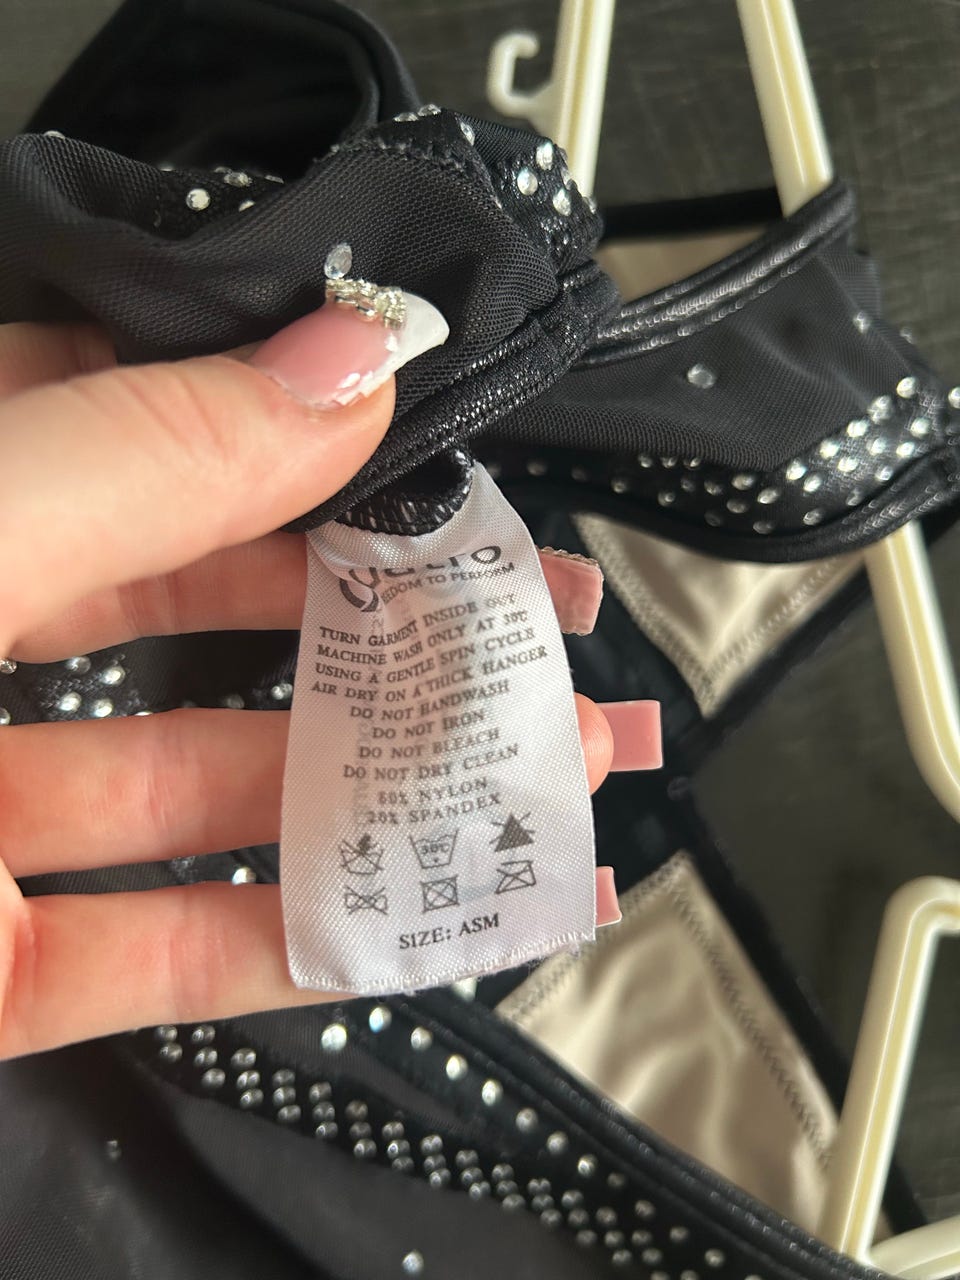 TO PERFORM
TURN GARMENT INSIDE OUT
MACHINE WASH ONLY AT 30℃
USING A GENTLE SPIN CYCLE
AIR DRY ON A THICK HANGER
DO NOT HANDWASH
DO NOT IRON
DO NOT BLEACH
DO NOT DRY CLEAN
80% NYLON
20% SPANDEX
30℃
SIZE: ASM